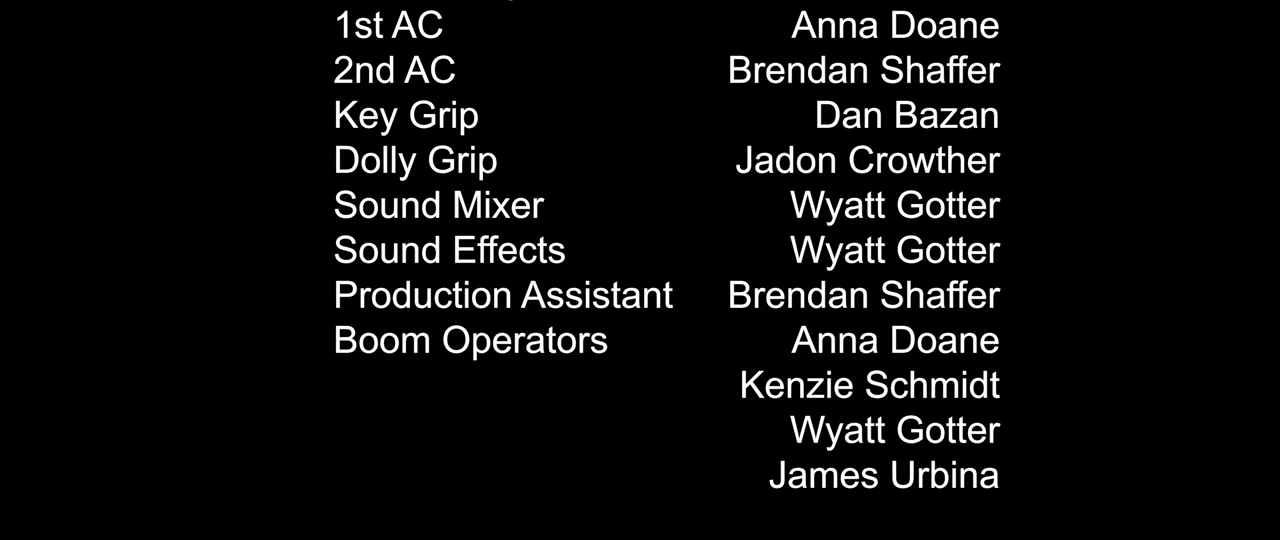 1st AC Anna Doane
2nd AC Brendan Shaffer
Key Grip Dan Bazan
Dolly Grip Jadon Crowther
Sound Mixer Wyatt Gotter
Sound Effects Wyatt Gotter
Production Assistant Brendan Shaffer
Boom Operators Anna Doane
Kenzie Schmidt
Wyatt Gotter
James Urbina